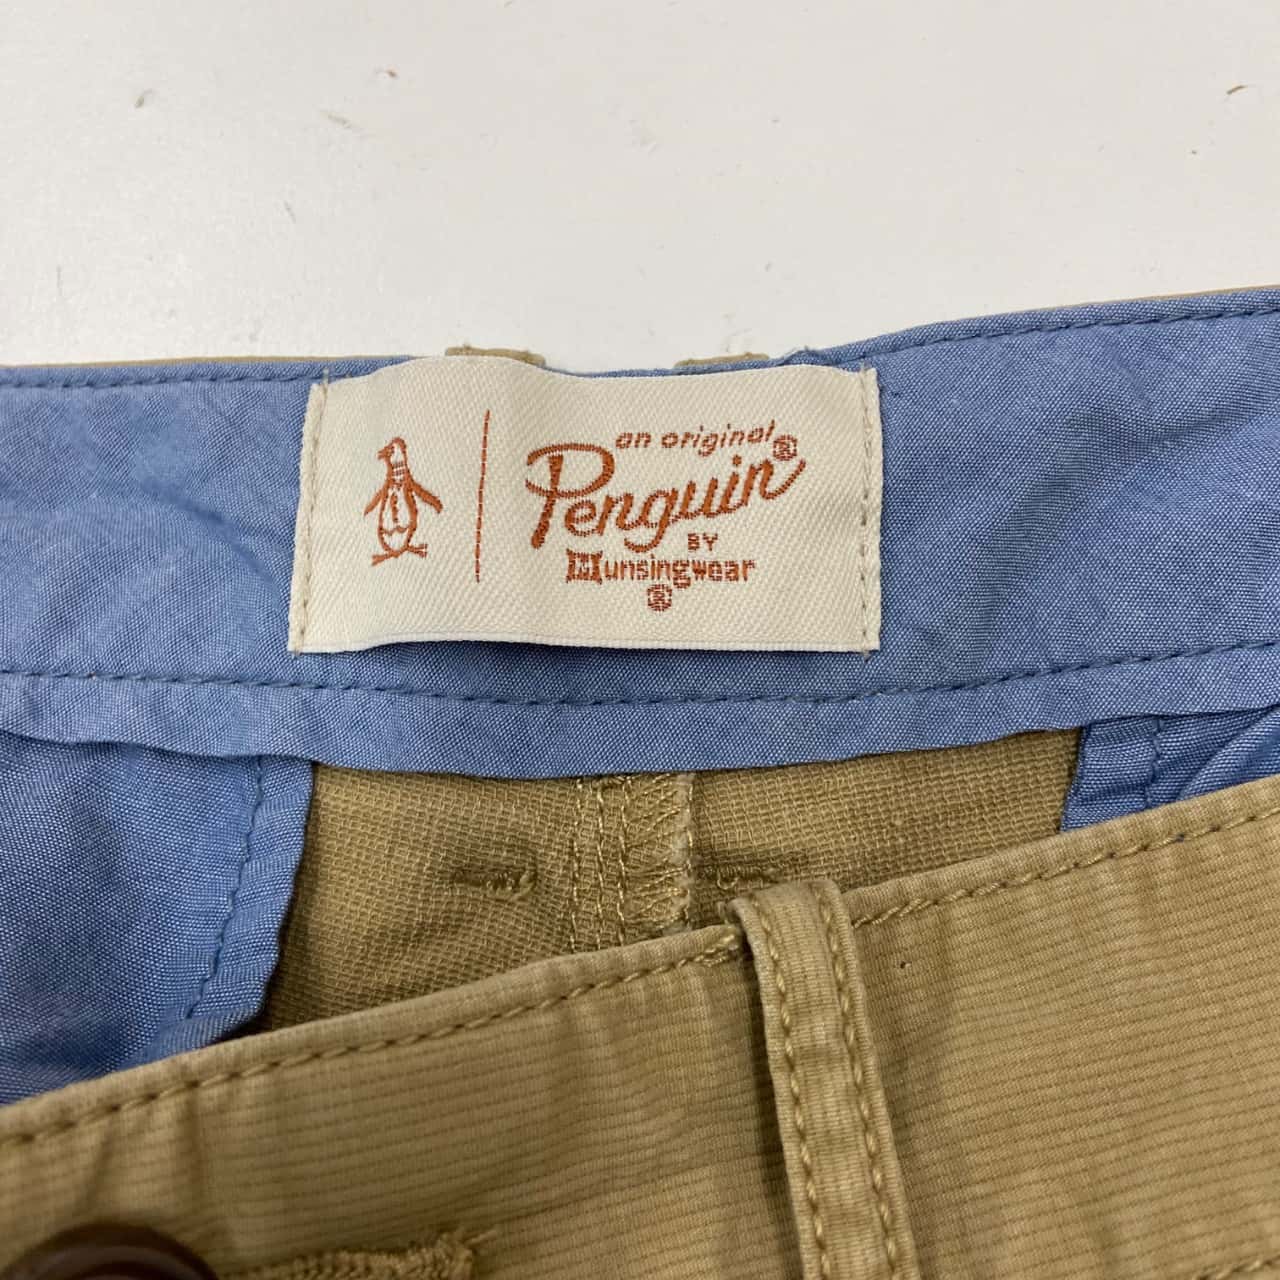 an original
Penguin®
BY
Munsingwear
®